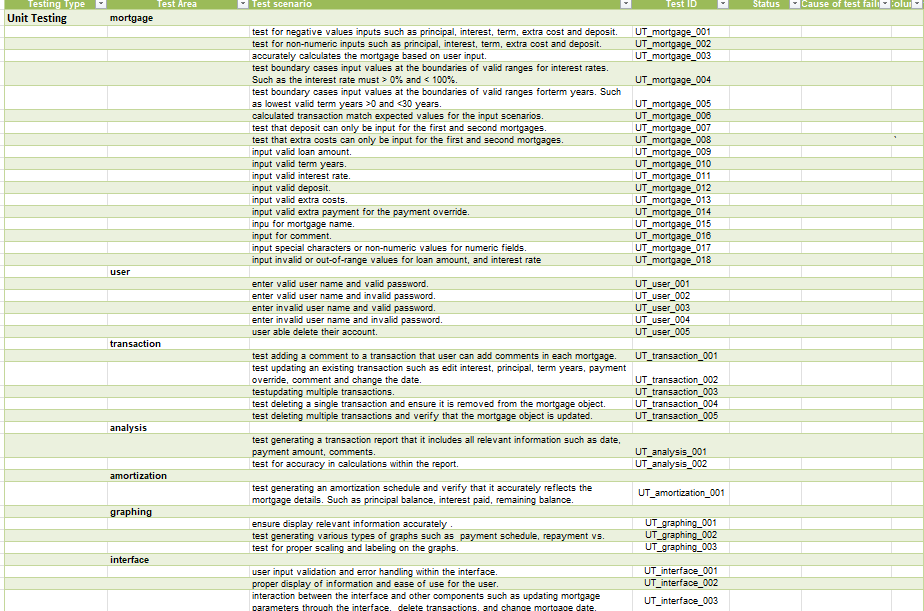 Testing Type Test Area Test scenario Test ID Status Cause of test fail Colu
Unit Testing mortgage
test for negative values inputs such as principal, interest, term, extra cost and deposit. UT_mortgage_001
test for non-numeric inputs such as principal, interest, term, extra cost and deposit. UT_mortgage_002
accurately calculates the mortgage based on user input. UT_mortgage_003
test boundary cases input values at the boundaries of valid ranges for interest rates.
Such as the interest rate must > 0% and < 100%. UT_mortgage_004
test boundary cases input values at the boundaries of valid ranges forterm years. Such
as lowest valid term years >0 and <30 years. UT_mortgage_005
calculated transaction match expected values for the input scenarios. UT_mortgage_006
test that deposit can only be input for the first and second mortgages. UT_mortgage_007
test that extra costs can only be input for the first and second mortgages. UT_mortgage_008
input valid loan amount. UT_mortgage_009
input valid term years. UT_mortgage_010
input valid interest rate. UT_mortgage_011
input valid deposit. UT_mortgage_012
input valid extra costs. UT_mortgage_013
input valid extra payment for the payment override. UT_mortgage_014
inpu for mortgage name. UT_mortgage_015
input for comment. UT_mortgage_016
input special characters or non-numeric values for numeric fields. UT_mortgage_017
input invalid or out-of-range values for loan amount, and interest rate UT_mortgage_018
user
enter valid user name and valid password. UT_user_001
enter valid user name and invalid password. UT_user_002
enter invalid user name and valid password. UT_user_003
enter invalid user name and invalid password. UT_user_004
user able delete their account. UT_user_005
transaction
test adding a comment to a transaction that user can add comments in each mortgage. UT_transaction_001
test updating an existing transaction such as edit interest, principal, term years, payment
override, comment and change the date. UT_transaction_002
testupdating multiple transactions. UT_transaction_003
test deleting a single transaction and ensure it is removed from the mortgage object. UT_transaction_004
test deleting multiple transactions and verify that the mortgage object is updated. UT_transaction_005
analysis
test generating a transaction report that it includes all relevant information such as date,
payment amount, comments. UT_analysis_001
test for accuracy in calculations within the report. UT_analysis_002
amortization
test generating an amortization schedule and verify that it accurately reflects the
mortgage details. Such as principal balance, interest paid, remaining balance. UT_amortization_001
graphing
ensure display relevant information accurately . UT_graphing_001
test generating various types of graphs such as payment schedule, repayment vs. UT_graphing_002
test for proper scaling and labeling on the graphs. UT_graphing_003
interface
user input validation and error handling within the interface. UT_interface_001
proper display of information and ease of use for the user. UT_interface_002
interaction between the interface and other components such as updating mortgage
parameters through the interface, delete transactions, and change mortgage date. UT_interface_003